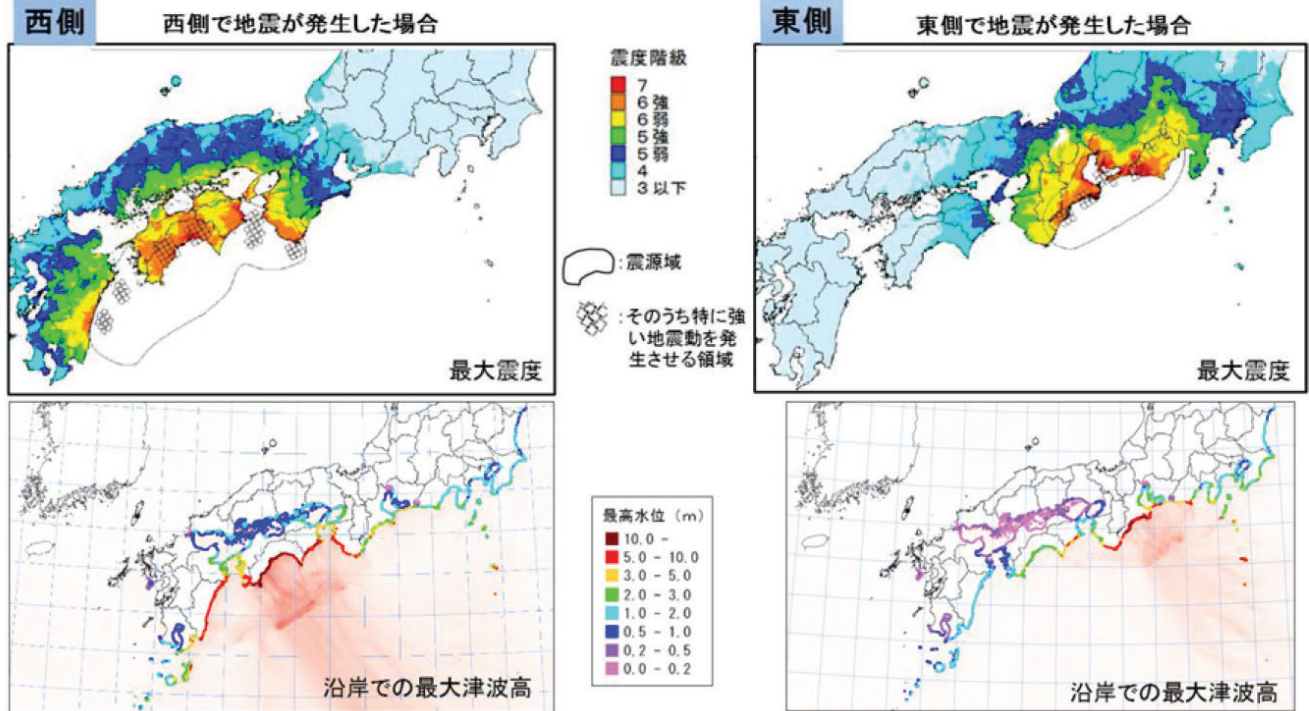 西側
西側で地震が発生した場合
震度階級
7
6強
6弱
5強
5弱
4
3以下
:震源域
:そのうち特に強
い地震動を発
生させる領域
最大震度
東側
東側で地震が発生した場合
最大震度
沿岸での最大津波高
最高水位(m)
10.0 -
5.0 - 10.0
3.0 - 5.0
2.0 - 3.0
1.0 - 2.0
0.5 - 1.0
0.2 - 0.5
0.0 - 0.2
沿岸での最大津波高